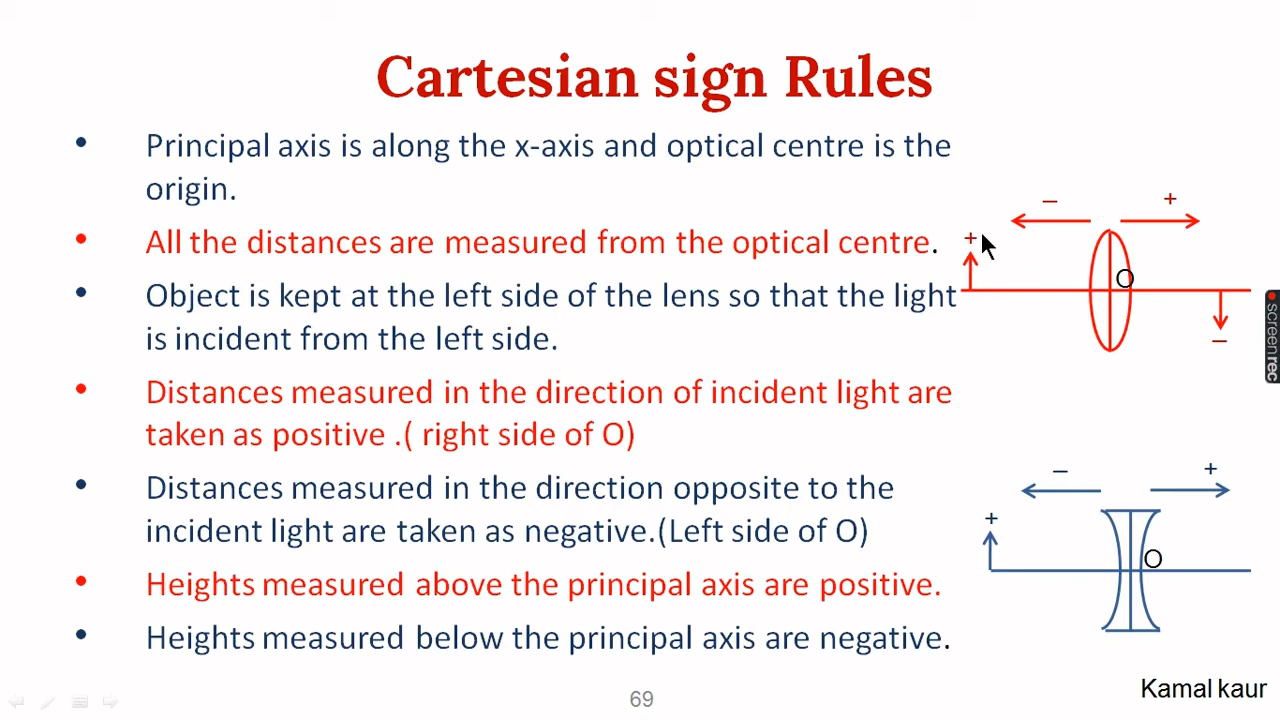 Cartesian sign Rules
• Principal axis is along the x-axis and optical centre is the
origin.
• All the distances are measured from the optical centre.
• Object is kept at the left side of the lens so that the light
is incident from the left side.
• Distances measured in the direction of incident light are
taken as positive .( right side of O)
• Distances measured in the direction opposite to the
incident light are taken as negative.(Left side of O)
• Heights measured above the principal axis are positive.
• Heights measured below the principal axis are negative.
– +
+
O
–
– +
+
O
screenrec
69
Kamal kaur